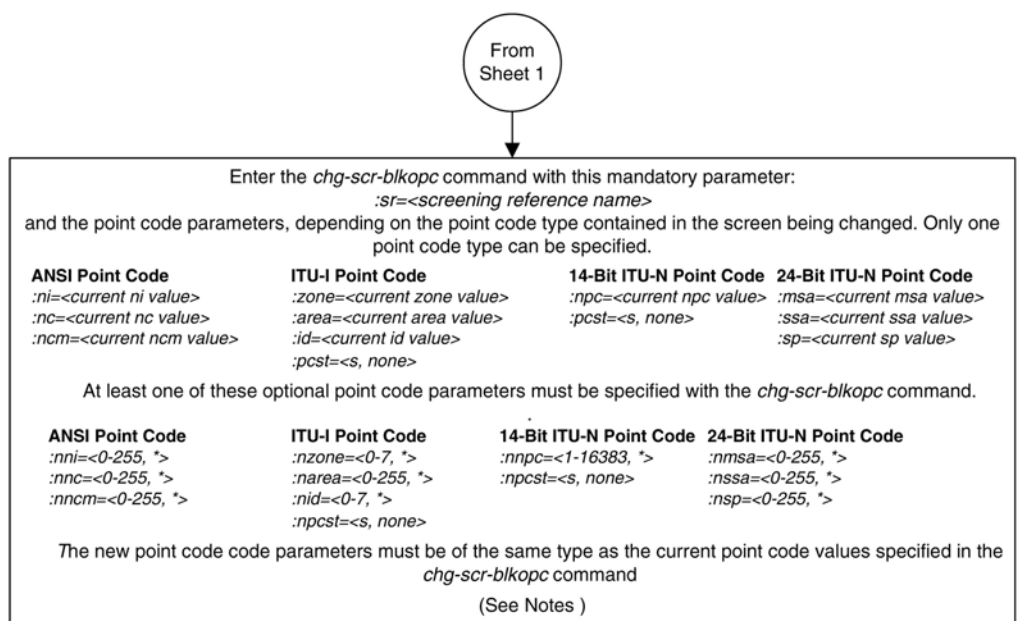 From
Sheet 1
Enter the chg-scr-blkopc command with this mandatory parameter:
:sr=<screening reference name>
and the point code parameters, depending on the point code type contained in the screen being changed. Only one
point code type can be specified.
ANSI Point Code ITU-I Point Code 14-Bit ITU-N Point Code 24-Bit ITU-N Point Code
:ni=<current ni value> :zone=<current zone value> :npc=<current npc value> :msa=<current msa value>
:nc=<current nc value> :area=<current area value> :pcst=<s, none> :ssa=<current ssa value>
:ncm=<current ncm value> :id=<current id value> :sp=<current sp value>
:pcst=<s, none>
At least one of these optional point code parameters must be specified with the chg-scr-blkopc command.
.
ANSI Point Code ITU-I Point Code 14-Bit ITU-N Point Code 24-Bit ITU-N Point Code
:nni=<0-255, *> :nzone=<0-7, *> :nnpc=<1-16383, *> :nmsa=<0-255, *>
:nnc=<0-255, *> :narea=<0-255, *> :npcst=<s, none> :nssa=<0-255, *>
:nncm=<0-255, *> :nid=<0-7, *> :nsp=<0-255, *>
:npcst=<s, none>
The new point code code parameters must be of the same type as the current point code values specified in the
chg-scr-blkopc command
(See Notes )